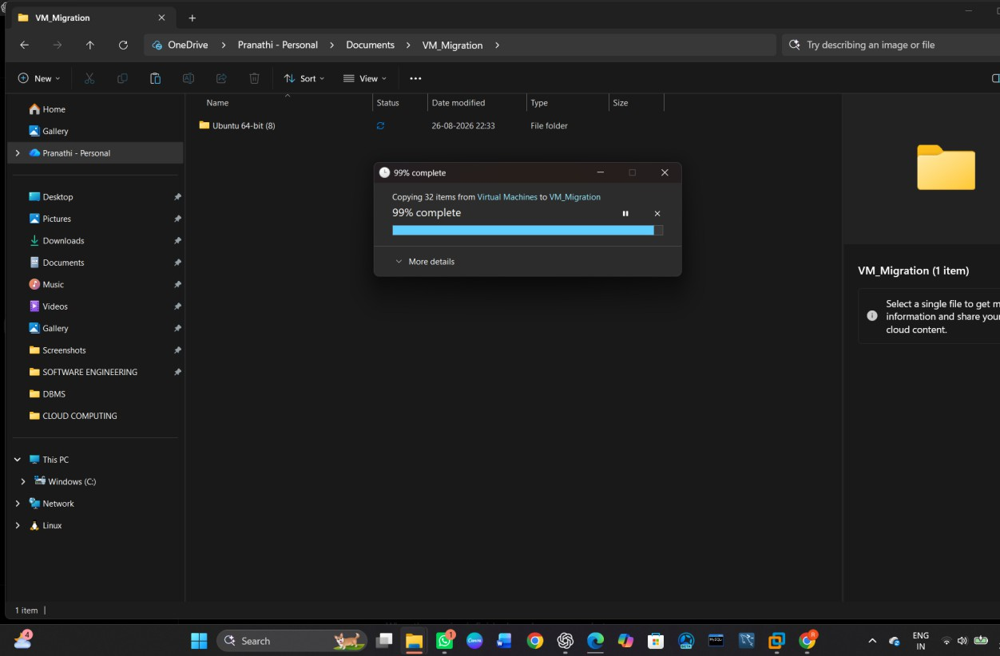 VM_Migration
OneDrive > Pranathi - Personal > Documents > VM_Migration >
Try describing an image or file
New
Sort
View
Name Status Date modified Type Size
Ubuntu 64-bit (8) 26-08-2026 22:33 File folder
Home
Gallery
Pranathi - Personal
Desktop
Pictures
Downloads
Documents
Music
Videos
Gallery
Screenshots
SOFTWARE ENGINEERING
DBMS
CLOUD COMPUTING
This PC
Windows (C:)
Network
Linux
99% complete
Copying 32 items from Virtual Machines to VM_Migration
99% complete
More details
VM_Migration (1 item)
Select a single file to get m
information and share your
cloud content.
1 item
4
Search
1
Canva
W
BETA
MySQL
R
ENG
IN